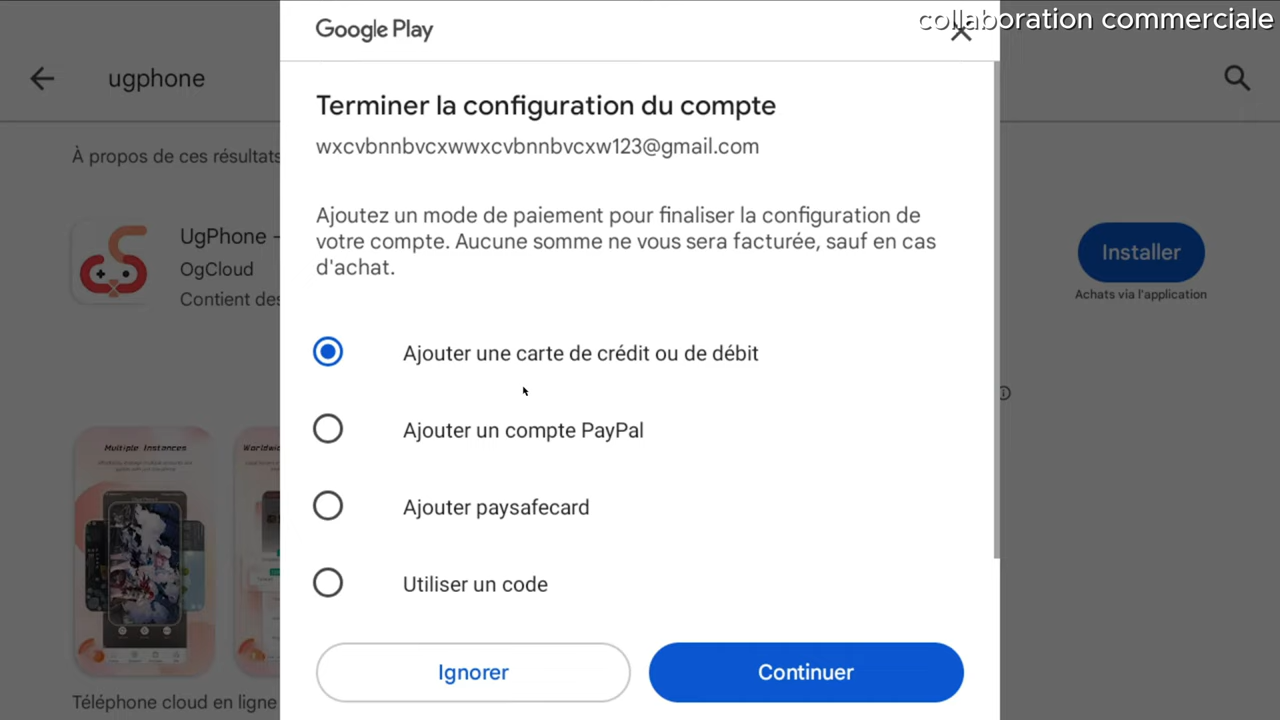 collaboration commerciale
Google Play
ugphone
Terminer la configuration du compte
wxcvbnnbvcxwwxcvbnnbvcxw123@gmail.com
À propos de ces résultats
Ajoutez un mode de paiement pour finaliser la configuration de
votre compte. Aucune somme ne vous sera facturée, sauf en cas
d'achat.
UgPhone -
OgCloud
Contient des
Installer
Achats via l'application
Ajouter une carte de crédit ou de débit
Ajouter un compte PayPal
Ajouter paysafecard
Utiliser un code
Multiple Instances
Worldwid
Ignorer
Continuer
Téléphone cloud en ligne